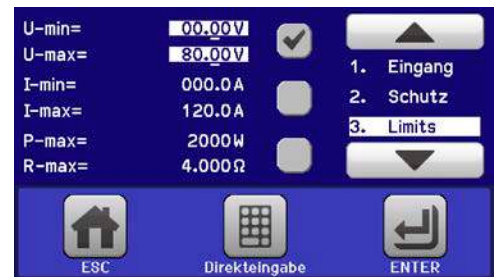 U-min= 00.00V
U-max= 80.00V
I-min= 000.0A
I-max= 120.0A
P-max= 2000W
R-max= 4.000Ω
1. Eingang
2. Schutz
3. Limits
ESC
Direkteingabe
ENTER